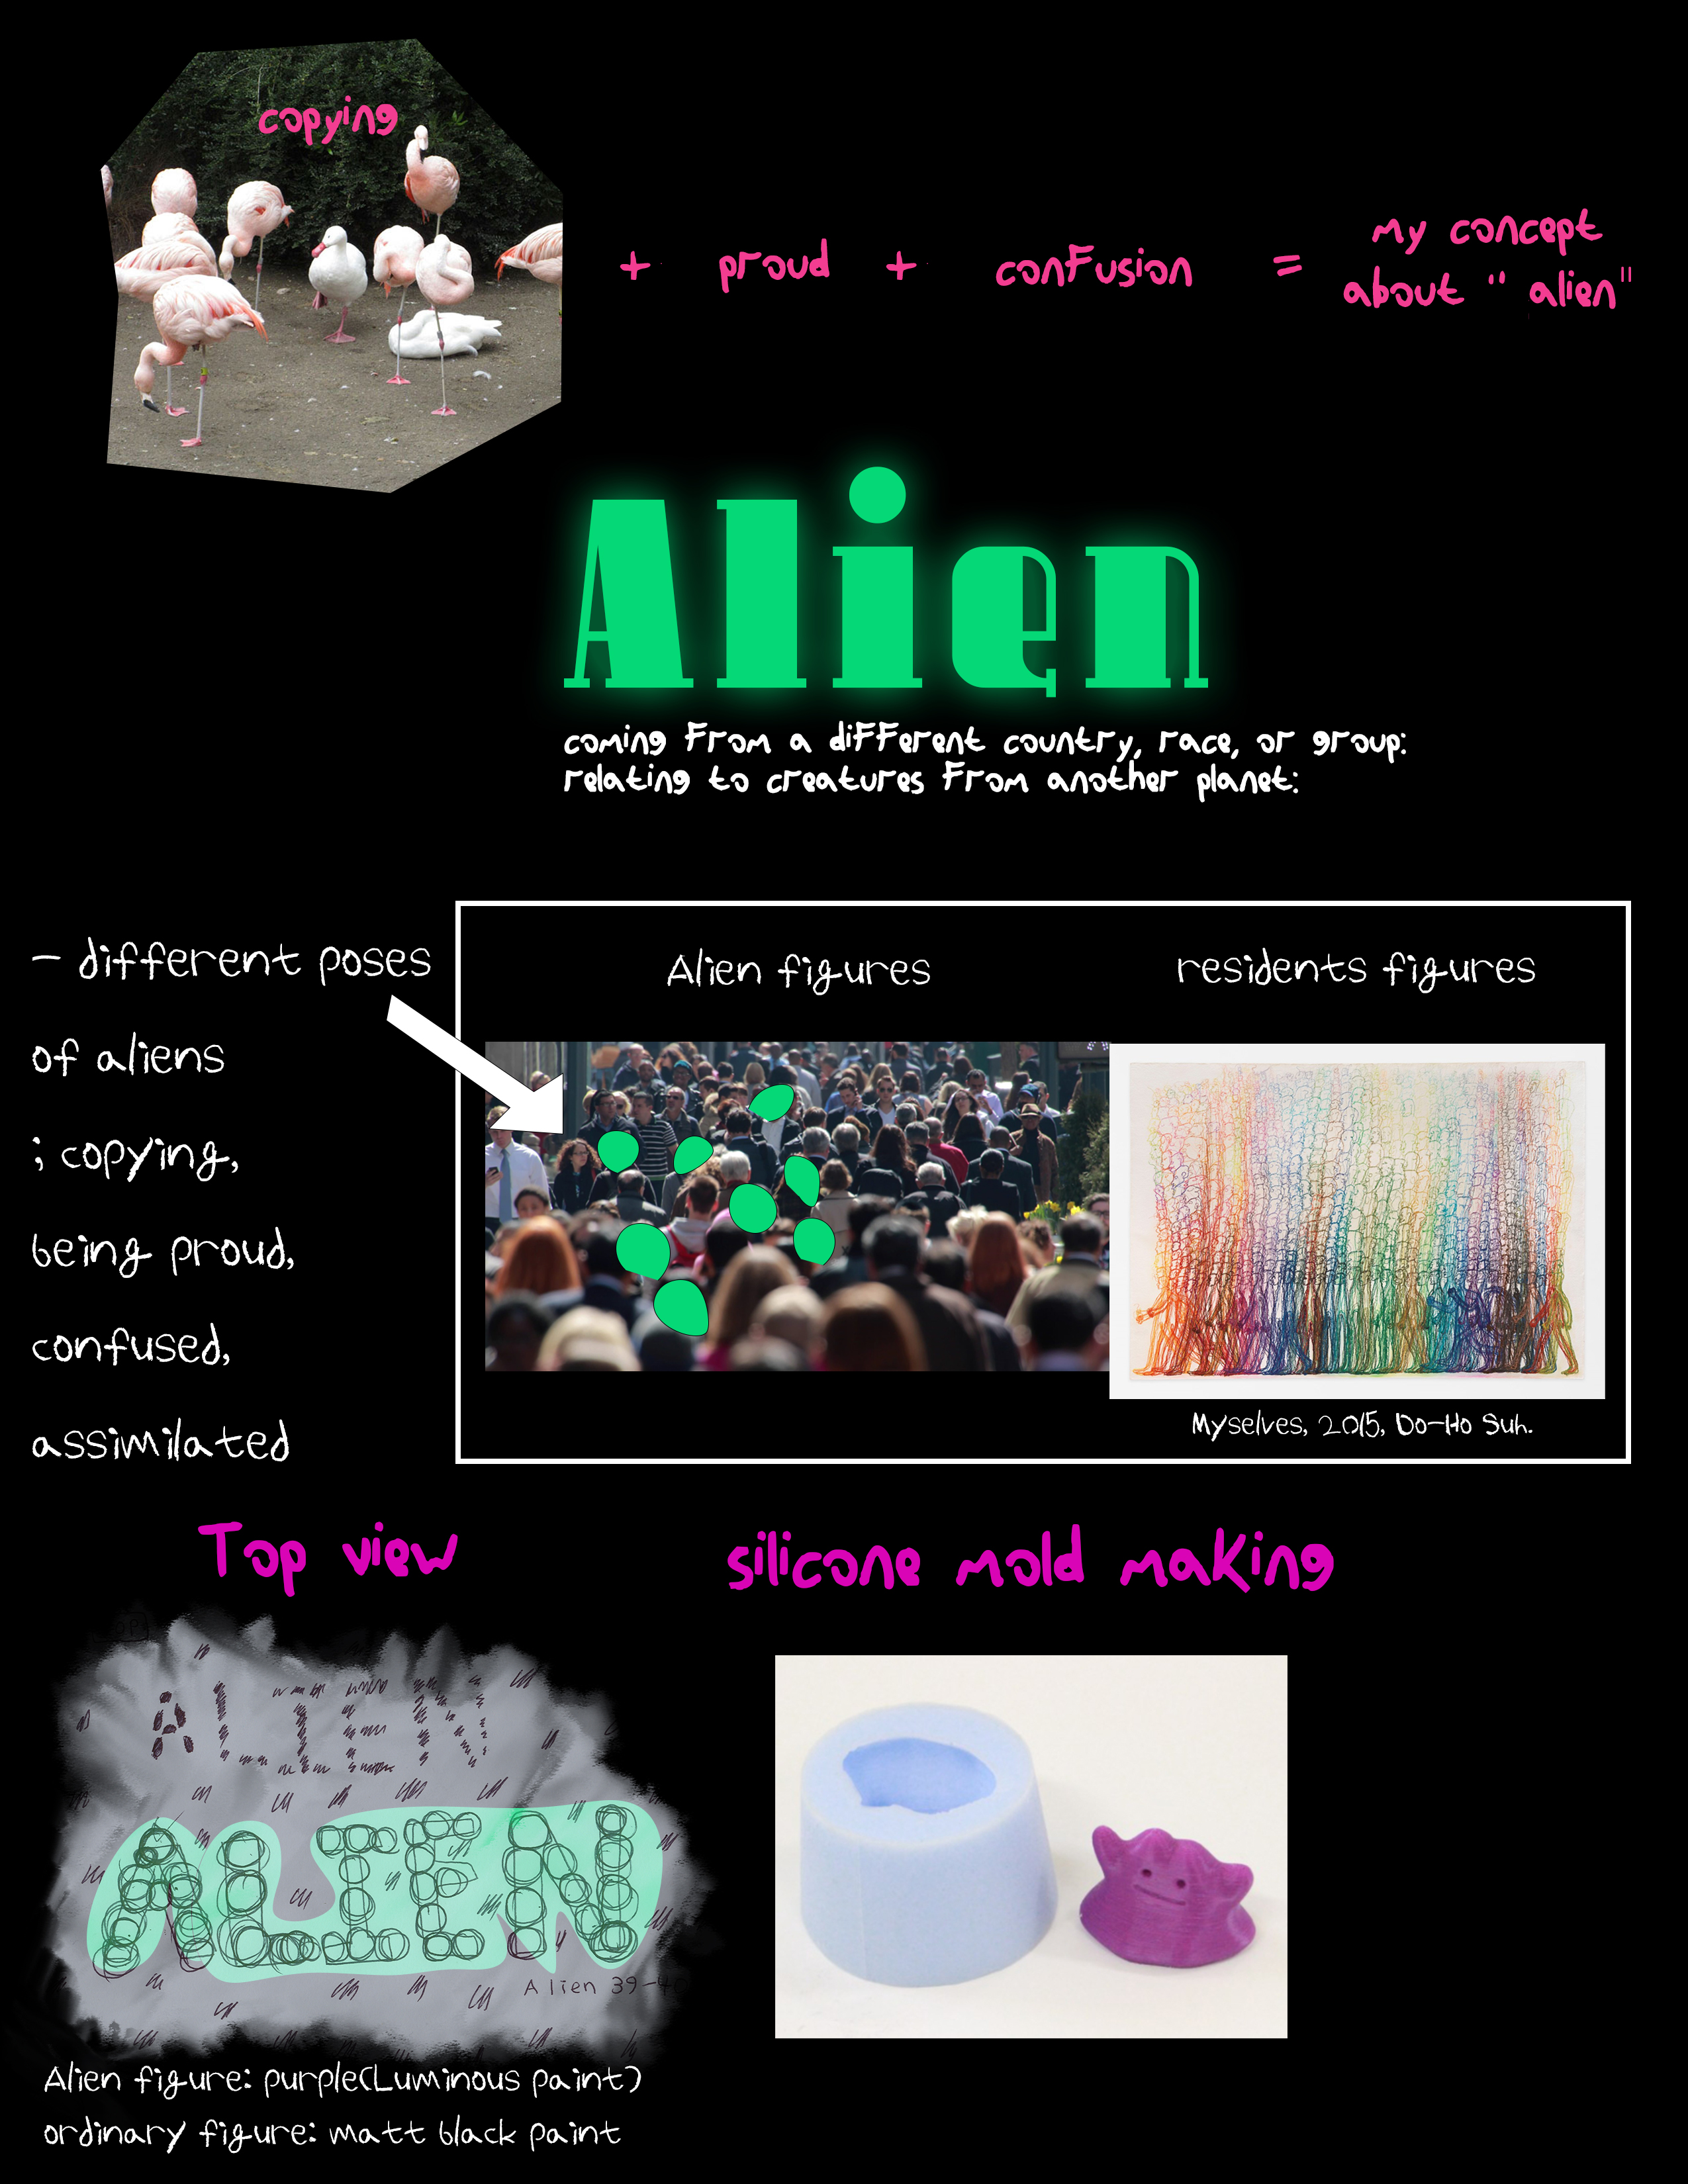 copying
+ proud + confusion = my concept
about " alien"
Alien
coming from a different country, race, or group:
relating to creatures from another planet:
- different poses
of aliens
; copying,
being proud,
confused,
assimilated
Alien figures
residents figures
Myselves, 2015, Do-Ho Suh.
Top view
silicone mold making
ALIEN
ALIEN
Alien 39-4
Alien figure: purple(Luminous paint)
ordinary figure: matt black paint